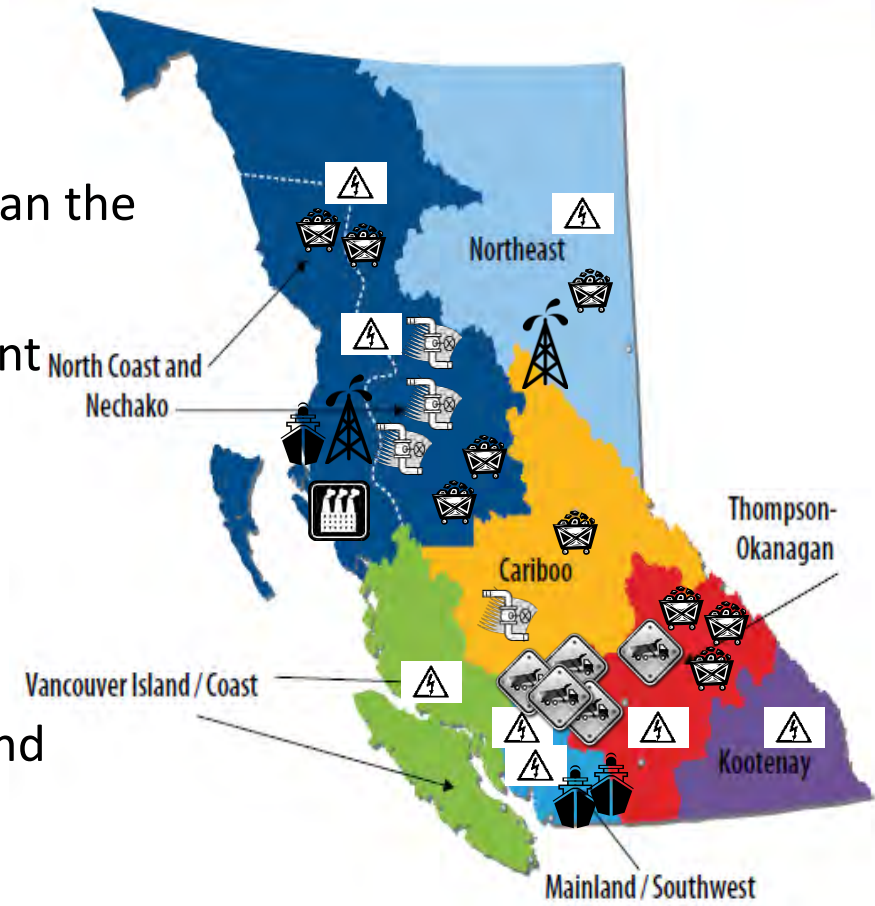 an the
Northeast
nt
North Coast and
Nechako
Thompson-
Okanagan
Cariboo
Vancouver Island / Coast
nd
Kootenay
Mainland / Southwest